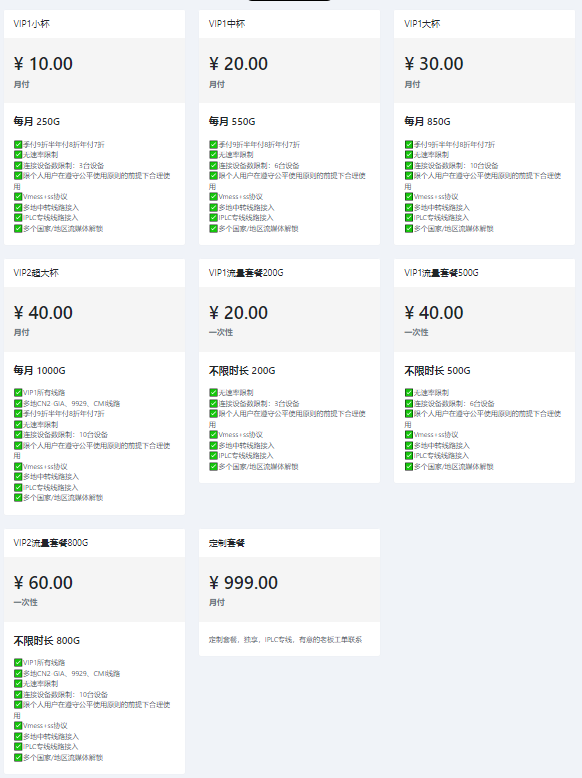 VIP1小杯
¥ 10.00
月付
每月 250G
✅季付9折半年付8折年付7折
✅无速率限制
✅连接设备数限制：3台设备
✅限个人用户在遵守公平使用原则的前提下合理使
用
✅Vmess+ss协议
✅多地中转线路接入
✅IPLC专线线路接入
✅多个国家/地区流媒体解锁
VIP1中杯
¥ 20.00
月付
每月 550G
✅季付9折半年付8折年付7折
✅无速率限制
✅连接设备数限制：6台设备
✅限个人用户在遵守公平使用原则的前提下合理使
用
✅Vmess+ss协议
✅多地中转线路接入
✅IPLC专线线路接入
✅多个国家/地区流媒体解锁
VIP1大杯
¥ 30.00
月付
每月 850G
✅季付9折半年付8折年付7折
✅无速率限制
✅连接设备数限制：10台设备
✅限个人用户在遵守公平使用原则的前提下合理使
用
✅Vmess+ss协议
✅多地中转线路接入
✅IPLC专线线路接入
✅多个国家/地区流媒体解锁
VIP2超大杯
¥ 40.00
月付
每月 1000G
✅VIP1所有线路
✅多地CN2-GIA、9929、CMI线路
✅季付9折半年付8折年付7折
✅无速率限制
✅连接设备数限制：10台设备
✅限个人用户在遵守公平使用原则的前提下合理使
用
✅Vmess+ss协议
✅多地中转线路接入
✅IPLC专线线路接入
✅多个国家/地区流媒体解锁
VIP1流量套餐200G
¥ 20.00
一次性
不限时长 200G
✅无速率限制
✅连接设备数限制：3台设备
✅限个人用户在遵守公平使用原则的前提下合理使
用
✅Vmess+ss协议
✅多地中转线路接入
✅IPLC专线线路接入
✅多个国家/地区流媒体解锁
VIP1流量套餐500G
¥ 40.00
一次性
不限时长 500G
✅无速率限制
✅连接设备数限制：6台设备
✅限个人用户在遵守公平使用原则的前提下合理使
用
✅Vmess+ss协议
✅多地中转线路接入
✅IPLC专线线路接入
✅多个国家/地区流媒体解锁
VIP2流量套餐800G
¥ 60.00
一次性
不限时长 800G
✅VIP1所有线路
✅多地CN2-GIA、9929、CMI线路
✅无速率限制
✅连接设备数限制：10台设备
✅限个人用户在遵守公平使用原则的前提下合理使
用
✅Vmess+ss协议
✅多地中转线路接入
✅IPLC专线线路接入
✅多个国家/地区流媒体解锁
定制套餐
¥ 999.00
月付
定制套餐，独享，IPLC专线，有意的老板工单联系